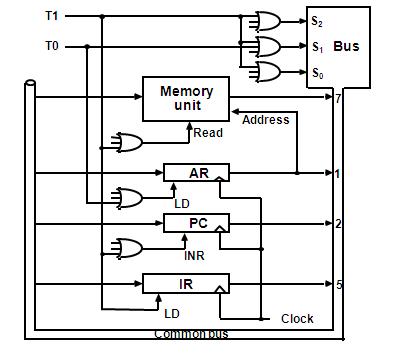 T1
S2
T0
S1
Bus
S0
Memory
unit
7
Address
Read
AR
1
LD
PC
2
INR
IR
5
LD
Clock
Common bus